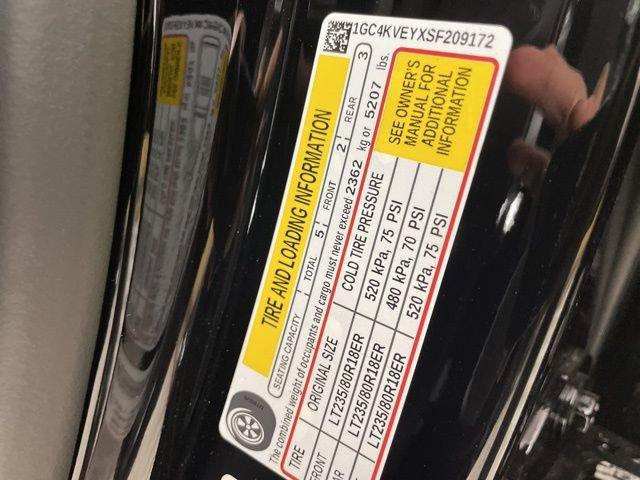 1GC4KVEYXSF209172
TIRE AND LOADING INFORMATION
SEATING CAPACITY TOTAL 5 FRONT 2 REAR 3
The combined weight of occupants and cargo must never exceed 2362 kg or 5207 lbs.
TIRE ORIGINAL SIZE COLD TIRE PRESSURE
FRONT LT235/80R18ER 520 kPa, 75 PSI
LT235/80R18ER 480 kPa, 70 PSI
LT235/80R18ER 520 kPa, 75 PSI
SEE OWNER'S
MANUAL FOR
ADDITIONAL
INFORMATION